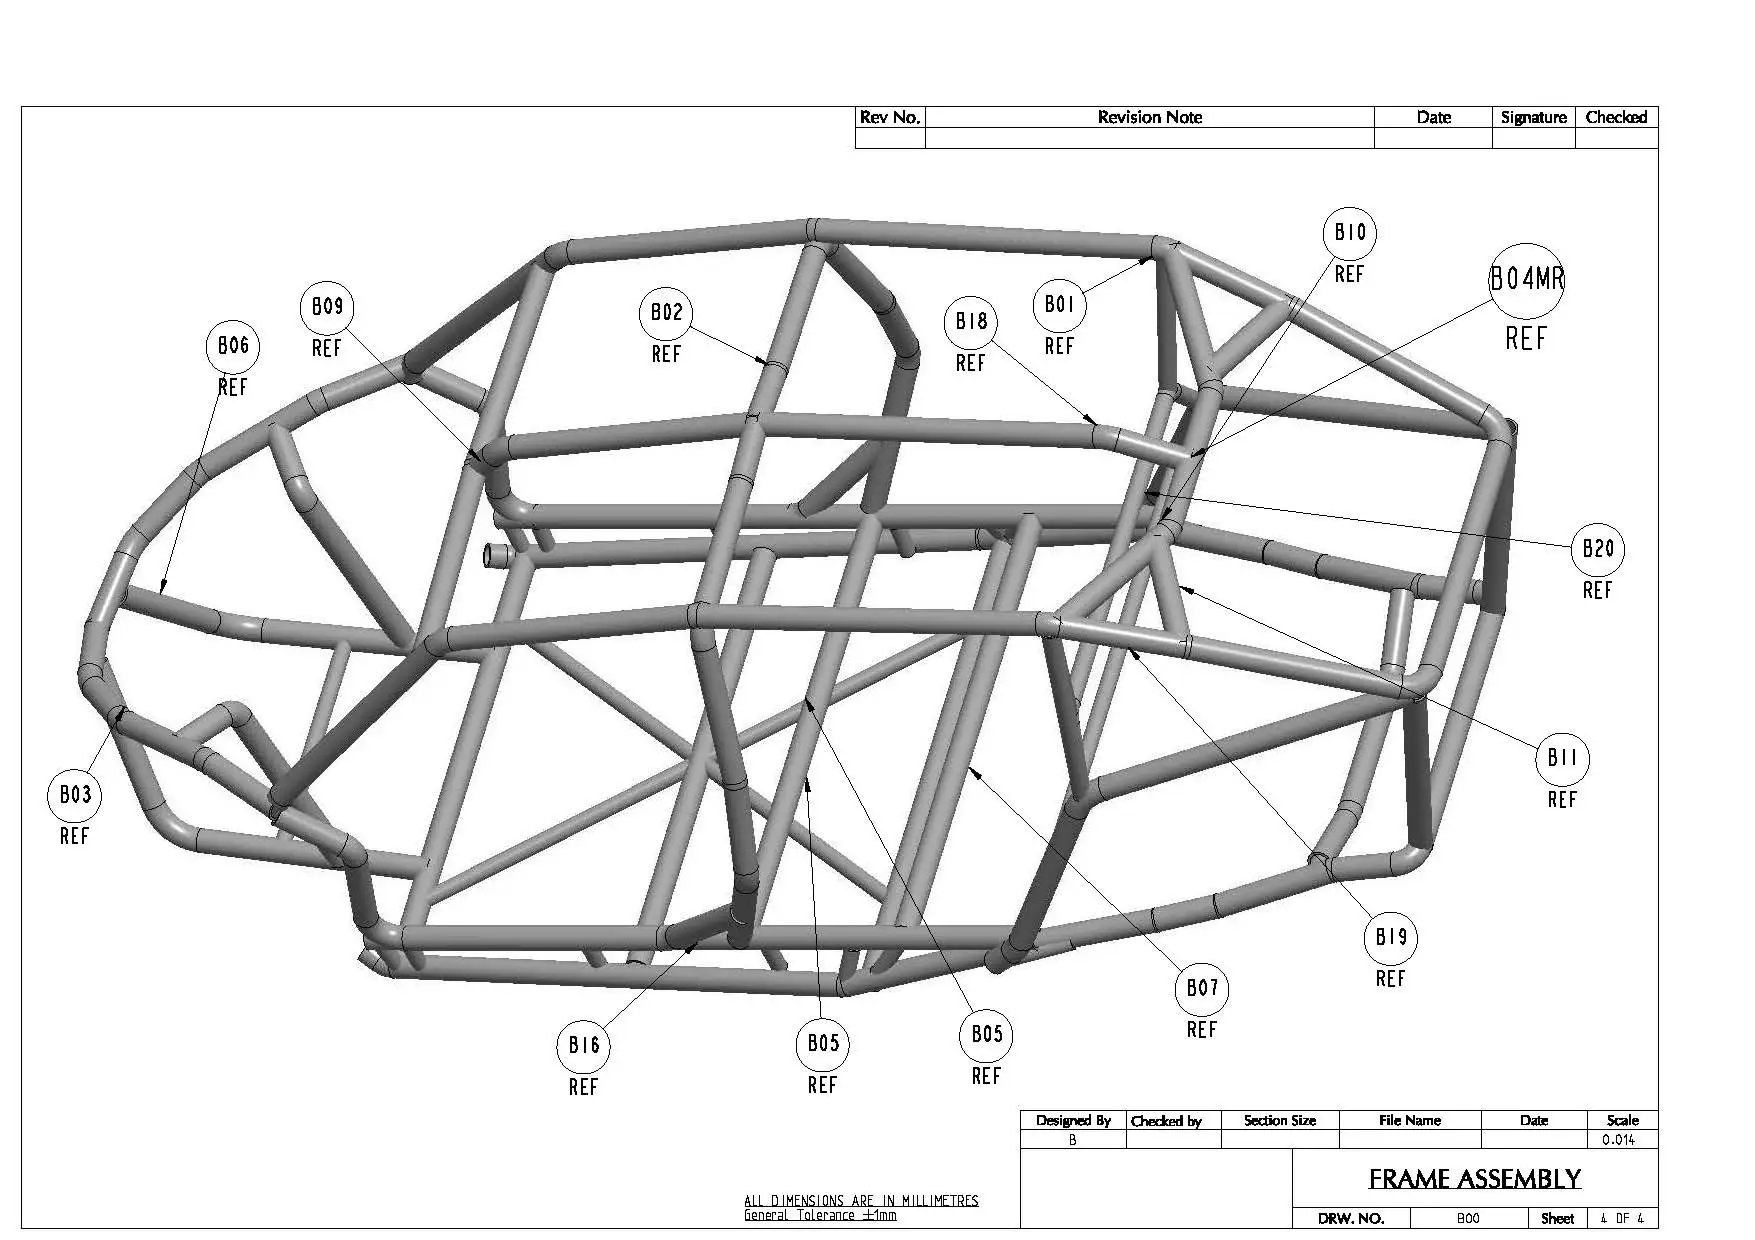 Rev No. Revision Note Date Signature Checked
B10
REF
B04MR
REF
B09
REF
B02
REF
B18
REF
B01
REF
B06
REF
B20
REF
B11
REF
B03
REF
B19
REF
B07
REF
B16
REF
B05
REF
B05
REF
Designed By Checked by Section Size File Name Date Scale
B 0.014
FRAME ASSEMBLY
DRW. NO. B00 Sheet 4 OF 4
ALL DIMENSIONS ARE IN MILLIMETRES
General Tolerance ±1mm